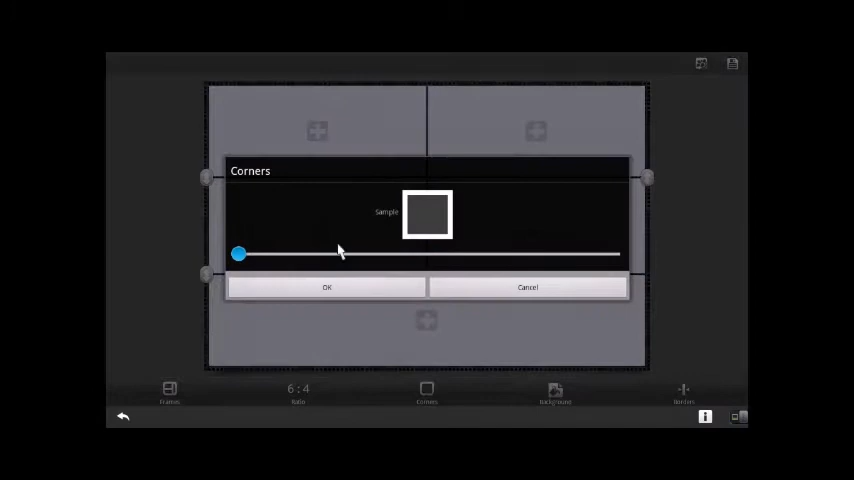 Corners
Sample
OK
Cancel
6:4
Frames
Ratio
Corners
Background
Borders